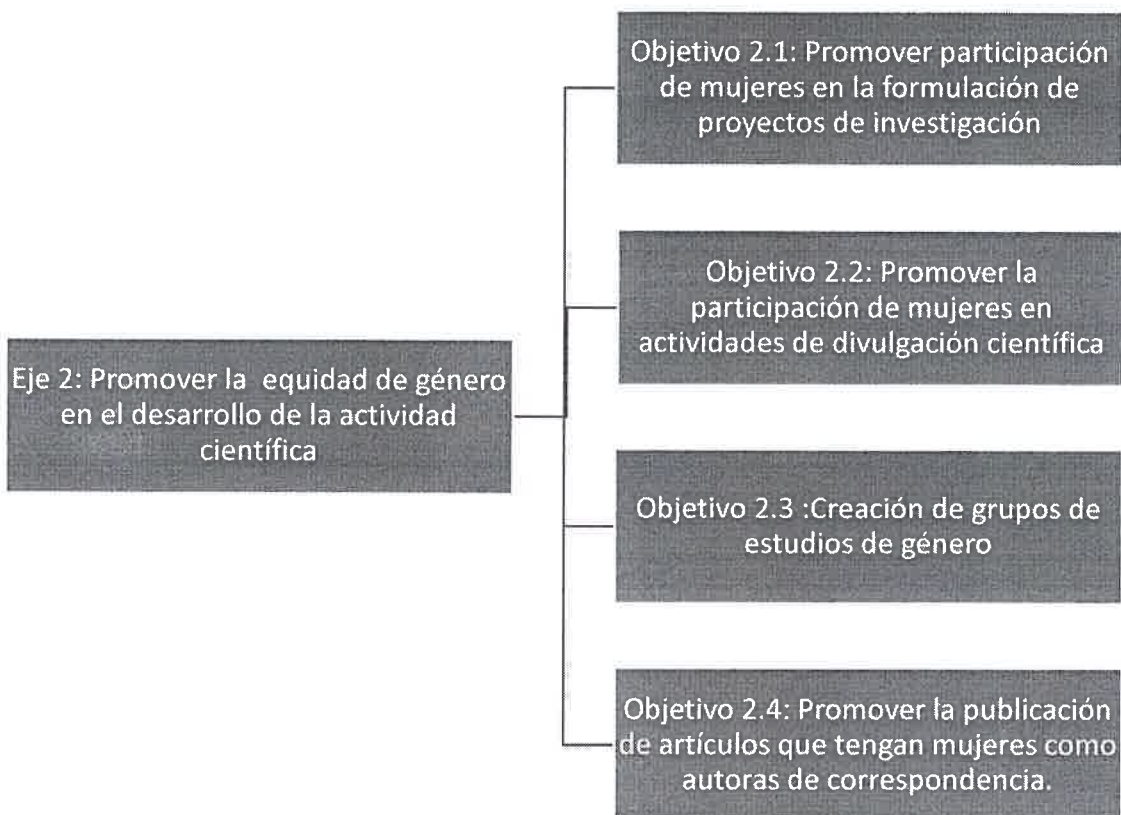 Objetivo 2.1: Promover participación
de mujeres en la formulación de
proyectos de investigación
Objetivo 2.2: Promover la
participación de mujeres en
actividades de divulgación científica
Eje 2: Promover la equidad de género
en el desarrollo de la actividad
científica
Objetivo 2.3 :Creación de grupos de
estudios de género
Objetivo 2.4: Promover la publicación
de artículos que tengan mujeres como
autoras de correspondencia.